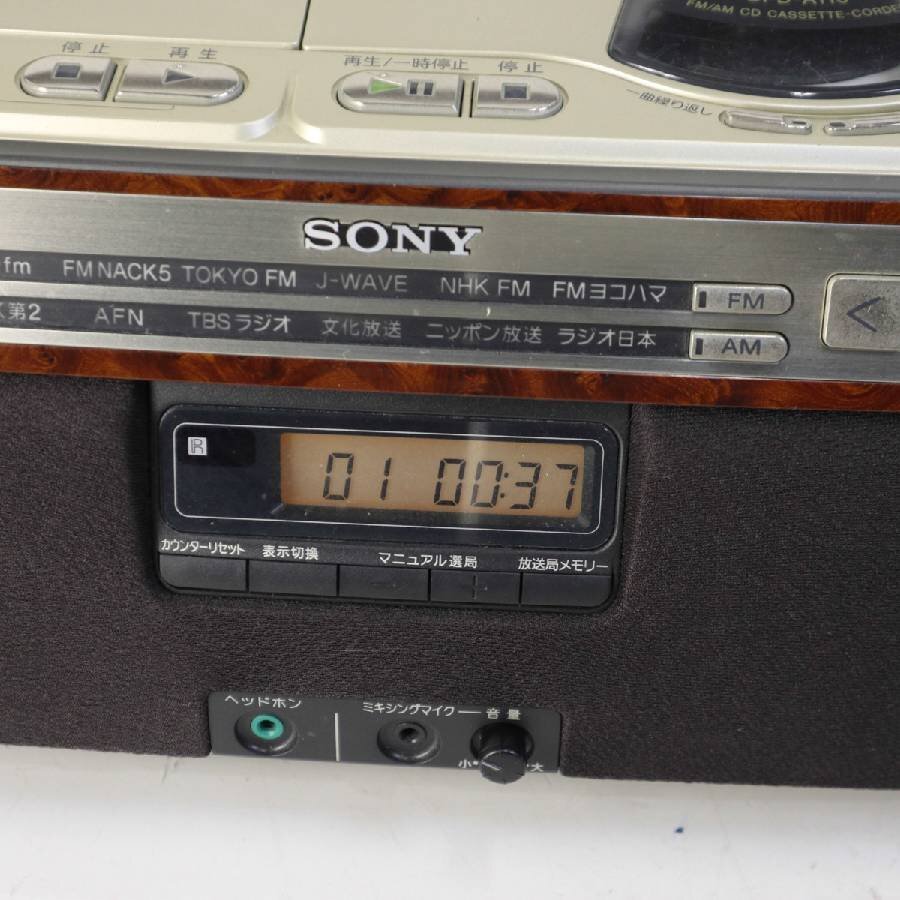 FM/AM CD CASSETTE-CORDER
停止 再生 再生/一時停止 停止
一曲繰り返し
SONY
fm FM NACK5 TOKYO FM J-WAVE NHK FM FMヨコハマ FM
第2 AFN TBSラジオ 文化放送 ニッポン放送 ラジオ日本 AM
<
R
01 00:37
カウンターリセット 表示切換 マニュアル選局 放送局メモリー
ヘッドホン ミキシングマイク 音量
小 大